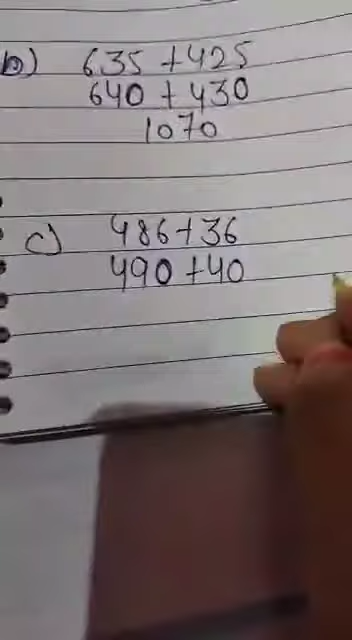 b) 635 + 425
640 + 430
1070
c) 486 + 36
490 + 40